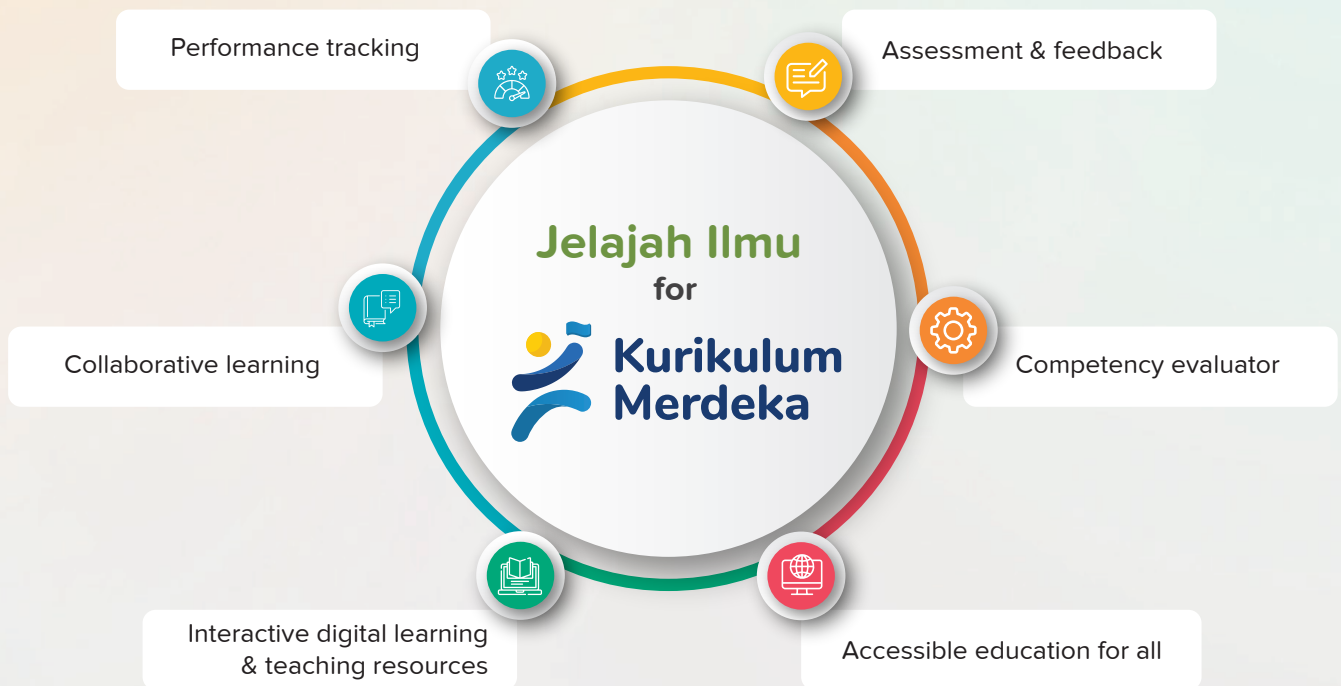 Performance tracking
Assessment & feedback
Jelajah Ilmu
for
Kurikulum
Merdeka
Collaborative learning
Competency evaluator
Interactive digital learning
& teaching resources
Accessible education for all